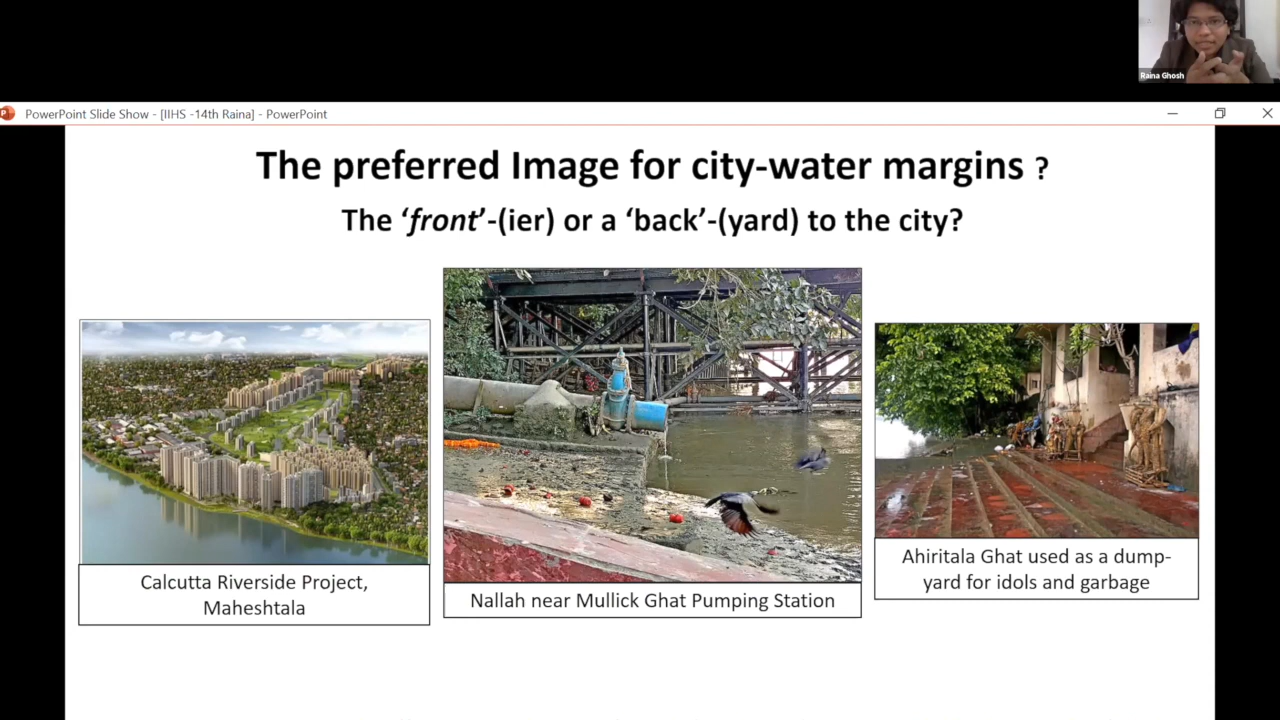 Raina Ghosh
PowerPoint Slide Show - [IIHS -14th Raina] - PowerPoint
The preferred Image for city-water margins ?
The ‘front’-(ier) or a ‘back’-(yard) to the city?
Calcutta Riverside Project,
Maheshtala
Nallah near Mullick Ghat Pumping Station
Ahiritala Ghat used as a dump-
yard for idols and garbage